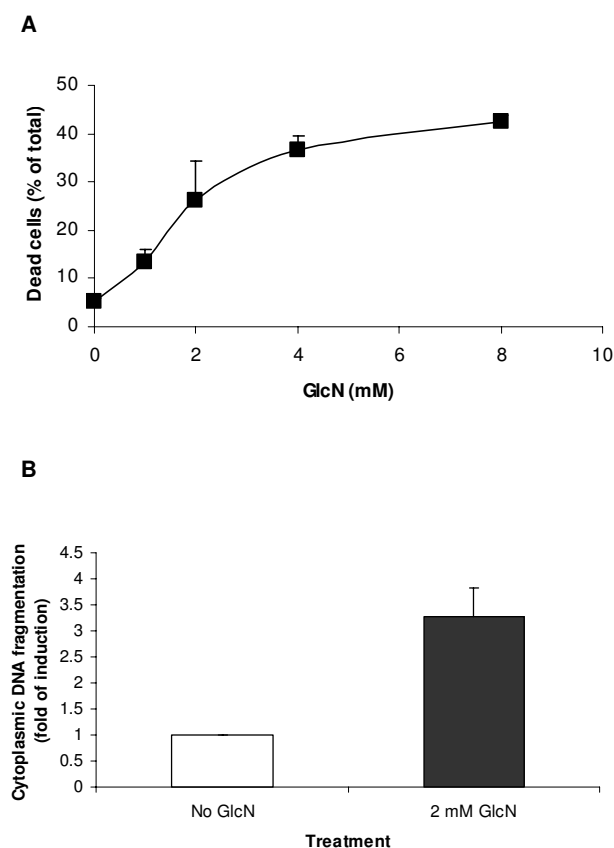 A
Dead cells (% of total)
50
40
30
20
10
0
0 2 4 6 8 10
GlcN (mM)
B
Cytoplasmic DNA fragmentation
(fold of induction)
4.5
4
3.5
3
2.5
2
1.5
1
0.5
0
No GlcN 2 mM GlcN
Treatment